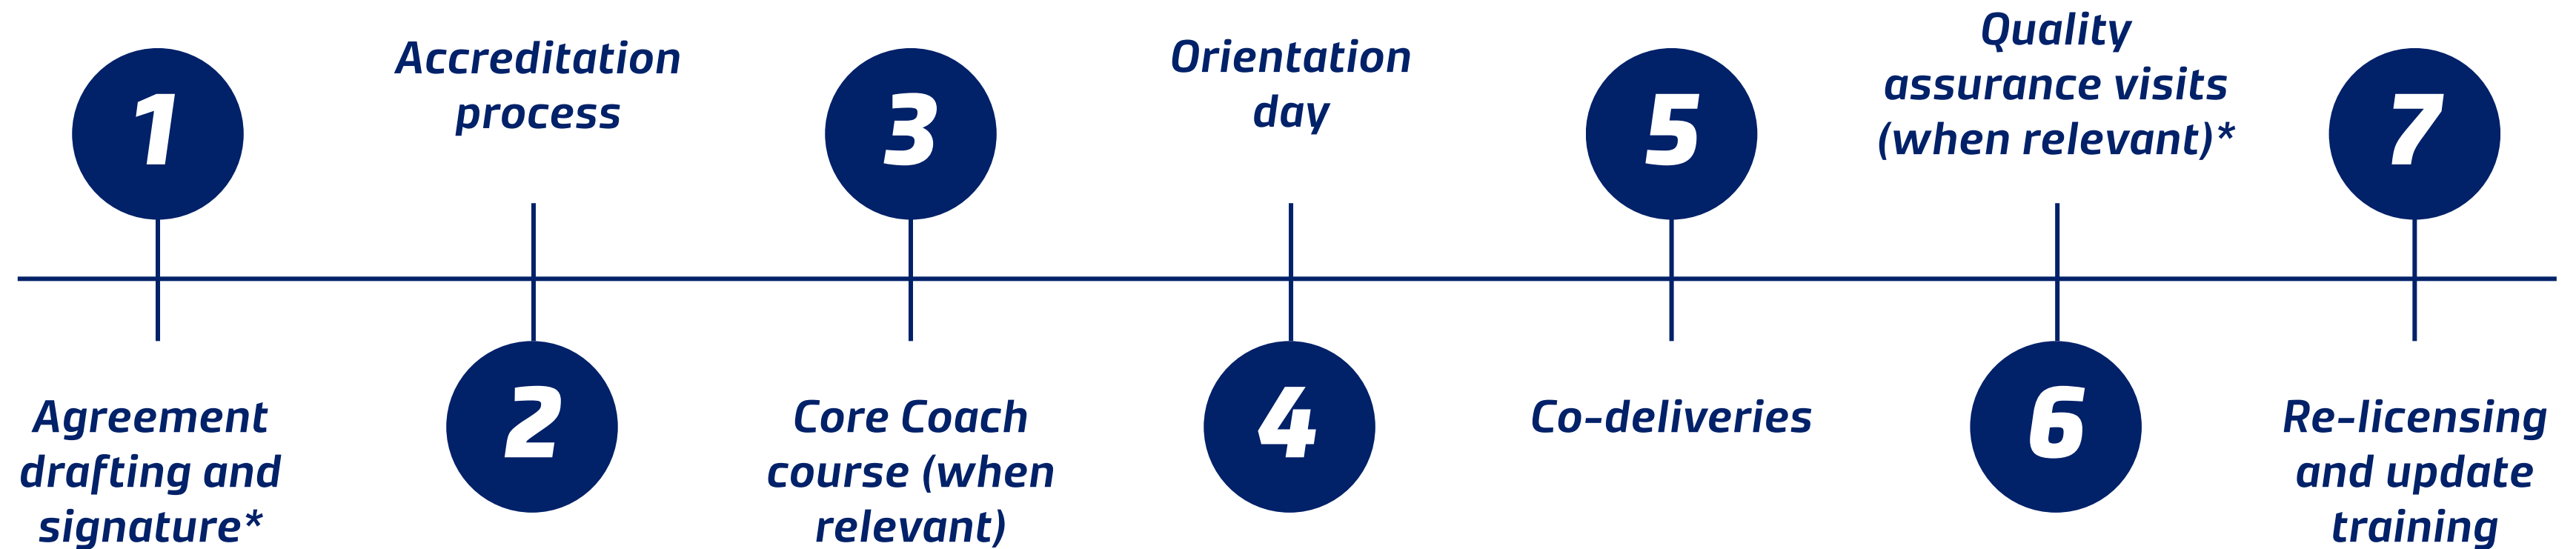 1
Agreement
drafting and
signature*
Accreditation
process
2
3
Core Coach
course (when
relevant)
Orientation
day
4
5
Co-deliveries
Quality
assurance visits
(when relevant)*
6
7
Re-licensing
and update
training